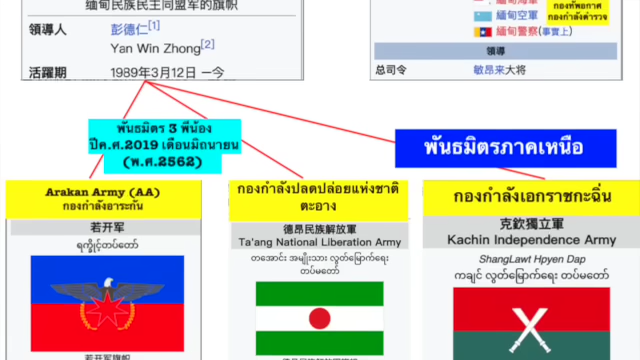 缅甸民族民主同盟军的旗帜
領導人 彭德仁[1]
Yan Win Zhong[2]
活躍期 1989年3月12日 —今
缅甸海軍
缅甸空軍
缅甸警察(事實上)
กองทัพอากาศ
กองกำลังตำรวจ
領導
总司令 敏昂来大将
พันธมิตร 3 พี่น้อง
ปีค.ศ.2019 เดือนมิถุนายน
(พ.ศ.2562)
พันธมิตรภาคเหนือ
Arakan Army (AA)
กองกำลังอาระกัน
若开军
ရက္ခိုင့်တပ်တော်
กองกำลังปลดปล่อยแห่งชาติ
ตะอาง
德昂民族解放軍
Ta'ang National Liberation Army
တအောင်း အမျိုးသား လွတ်မြောက်ရေး
တပ်မတော်
กองกำลังเอกราชกะฉิ่น
克欽獨立軍
Kachin Independence Army
ShangLawt Hpyen Dap
ကချင် လွတ်မြောက်ရေး တပ်မတော်
若开军旗帜